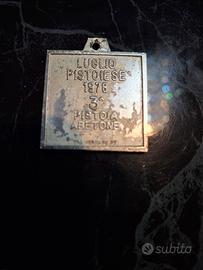 LUGLIO
PISTOIESE
1978
3ª
PISTOIA
ABETONE
subito